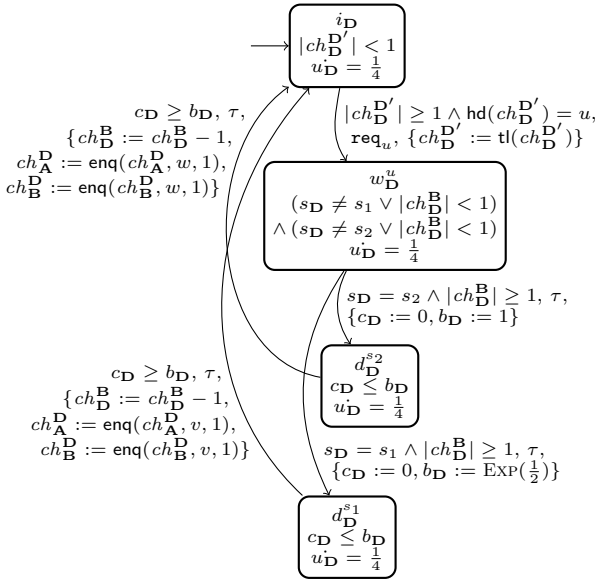 i_D
|ch_D^{D′}| < 1
u̇_D = 1/4
c_D ≥ b_D, τ,
{ch_D^B := ch_D^B − 1,
ch_A^D := enq(ch_A^D, w, 1),
ch_B^D := enq(ch_B^D, w, 1)}
|ch_D^{D′}| ≥ 1 ∧ hd(ch_D^{D′}) = u,
req_u, {ch_D^{D′} := tl(ch_D^{D′})}
w_D^u
(s_D ≠ s_1 ∨ |ch_D^B| < 1)
∧ (s_D ≠ s_2 ∨ |ch_D^B| < 1)
u̇_D = 1/4
s_D = s_2 ∧ |ch_D^B| ≥ 1, τ,
{c_D := 0, b_D := 1}
d_D^{s_2}
c_D ≤ b_D
u̇_D = 1/4
c_D ≥ b_D, τ,
{ch_D^B := ch_D^B − 1,
ch_A^D := enq(ch_A^D, v, 1),
ch_B^D := enq(ch_B^D, v, 1)}
s_D = s_1 ∧ |ch_D^B| ≥ 1, τ,
{c_D := 0, b_D := EXP(1/2)}
d_D^{s_1}
c_D ≤ b_D
u̇_D = 1/4